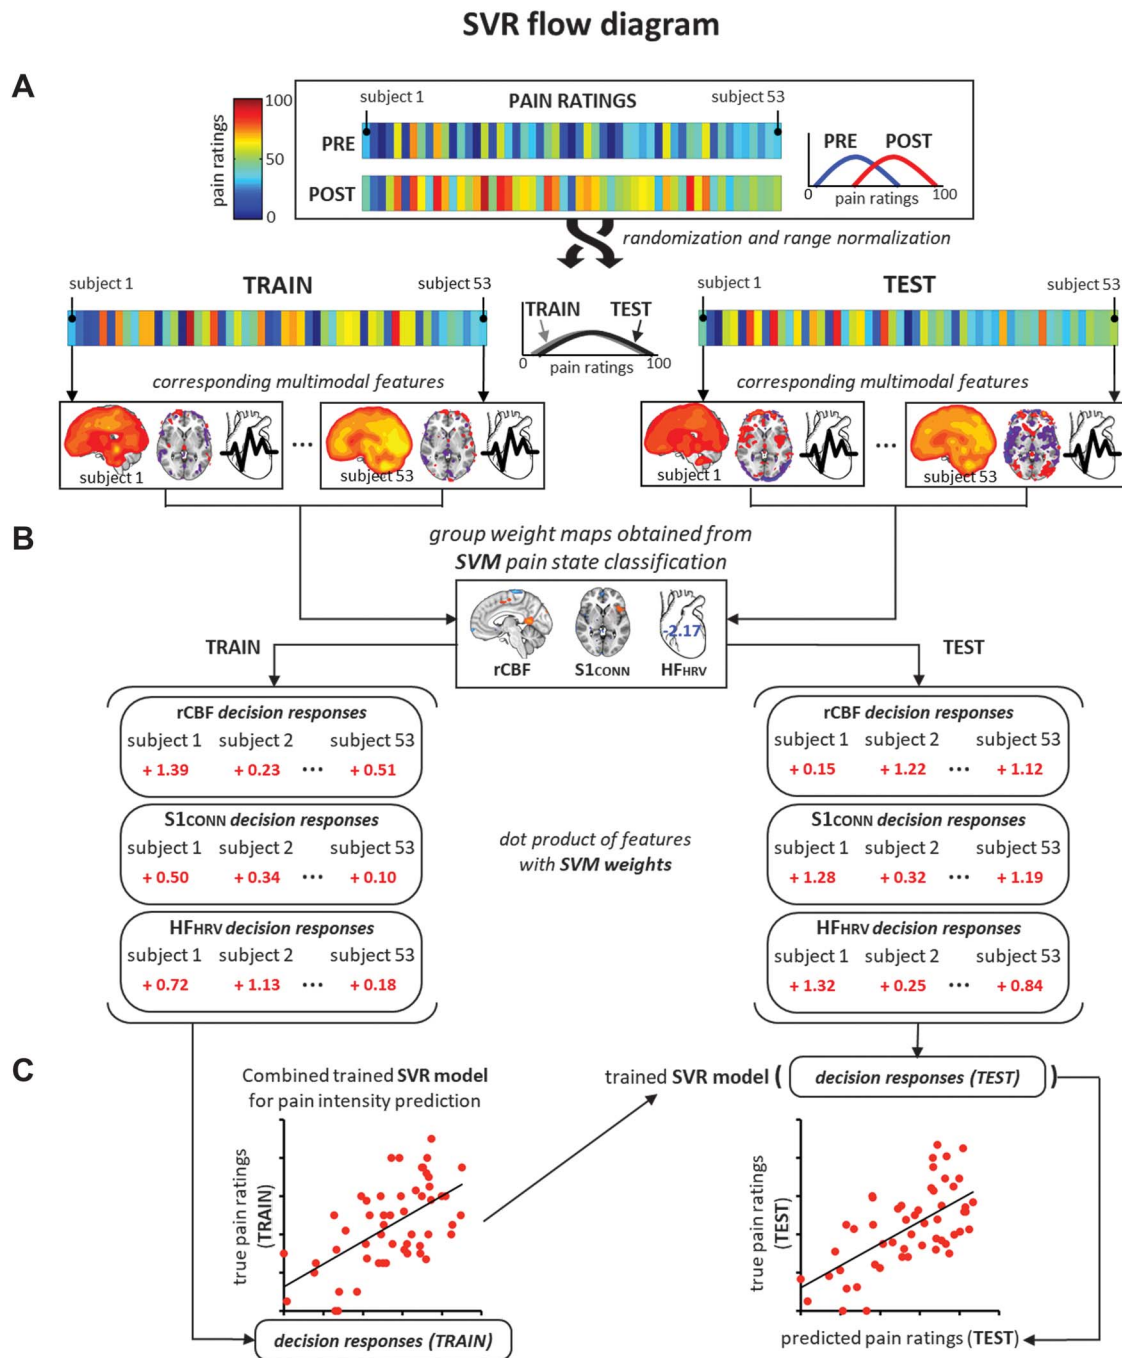 SVR flow diagram
A
100
50
0
pain ratings
subject 1
PAIN RATINGS
subject 53
PRE
POST
PRE POST
0
100
pain ratings
randomization and range normalization
subject 1
TRAIN
subject 53
TRAIN TEST
0
100
pain ratings
subject 1
TEST
subject 53
corresponding multimodal features
corresponding multimodal features
subject 1
...
subject 53
subject 1
...
subject 53
B
group weight maps obtained from
SVM pain state classification
-2.17
rCBF S1CONN HFHRV
TRAIN
TEST
rCBF decision responses
subject 1 subject 2 subject 53
+ 1.39 + 0.23 ... + 0.51
S1CONN decision responses
subject 1 subject 2 subject 53
+ 0.50 + 0.34 ... + 0.10
HFHRV decision responses
subject 1 subject 2 subject 53
+ 0.72 + 1.13 ... + 0.18
dot product of features
with SVM weights
rCBF decision responses
subject 1 subject 2 subject 53
+ 0.15 + 1.22 ... + 1.12
S1CONN decision responses
subject 1 subject 2 subject 53
+ 1.28 + 0.32 ... + 1.19
HFHRV decision responses
subject 1 subject 2 subject 53
+ 1.32 + 0.25 ... + 0.84
C
Combined trained SVR model
for pain intensity prediction
true pain ratings
(TRAIN)
decision responses (TRAIN)
trained SVR model ( decision responses (TEST) )
true pain ratings
(TEST)
predicted pain ratings (TEST)